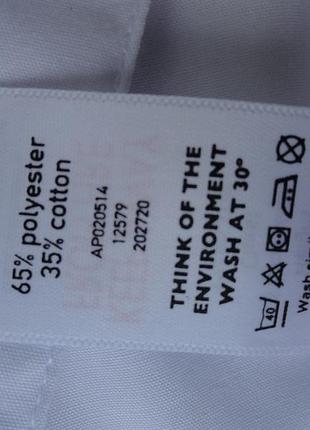 65% polyester
35% cotton
AP020514
12579
202720
THINK OF THE
ENVIRONMENT
WASH AT 30°
40